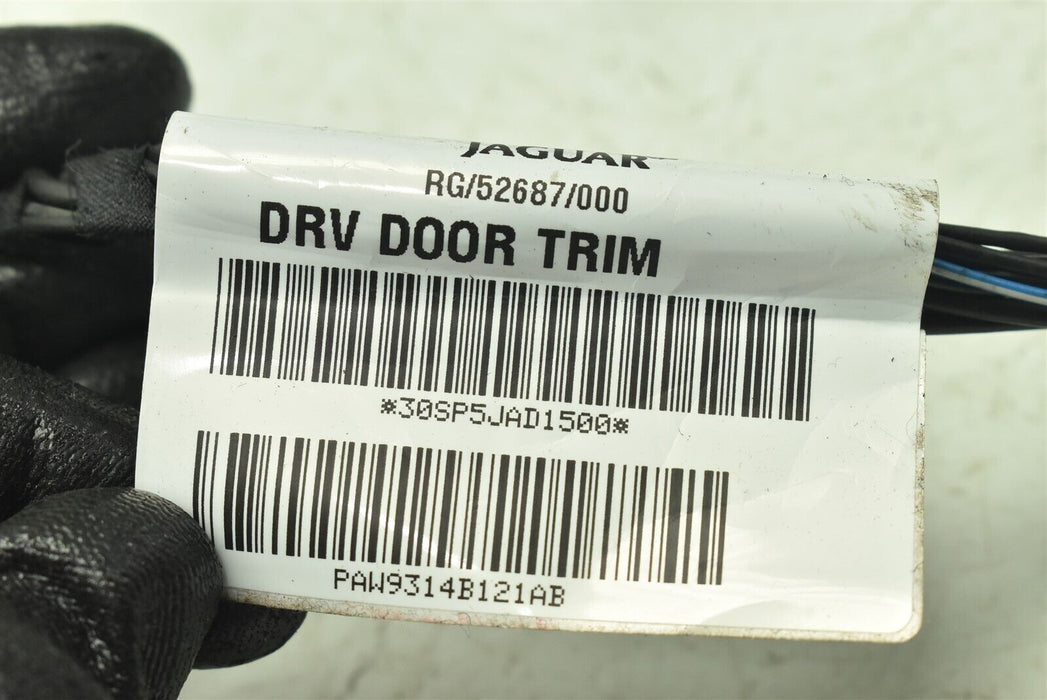 JAGUAR
RG/52687/000
DRV DOOR TRIM
*30SP5JAD1500*
PAW9314B121AB